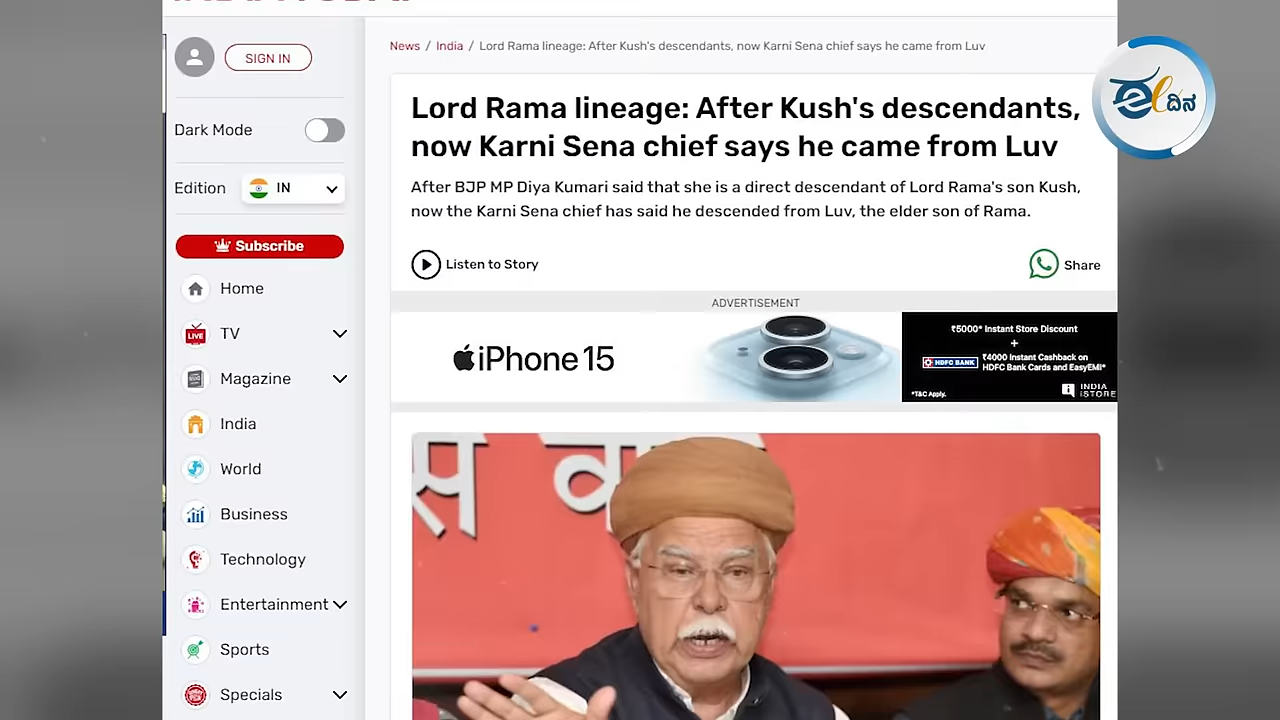 SIGN IN
Dark Mode
Edition
IN
Subscribe
Home
LIVE
TV
Magazine
India
World
Business
Technology
Entertainment
Sports
Specials
News / India / Lord Rama lineage: After Kush's descendants, now Karni Sena chief says he came from Luv
Lord Rama lineage: After Kush's descendants,
now Karni Sena chief says he came from Luv
After BJP MP Diya Kumari said that she is a direct descendant of Lord Rama's son Kush,
now the Karni Sena chief has said he descended from Luv, the elder son of Rama.
Listen to Story
Share
ADVERTISEMENT
iPhone 15
₹5000* Instant Store Discount
+
HDFC BANK
₹4000 Instant Cashback on
HDFC Bank Cards and EasyEMI*
*T&C Apply.
INDIA
iSTORE
eಲ ದಿನ